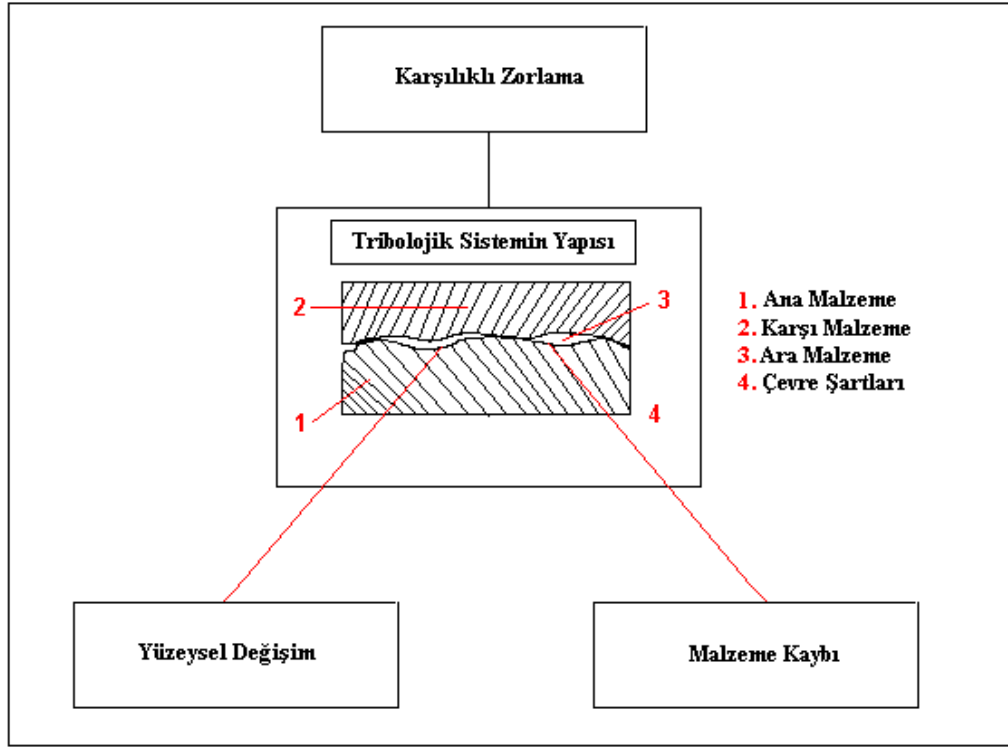 Karşılıklı Zorlama
Tribolojik Sistemin Yapısı
2
3
1
4
1. Ana Malzeme
2. Karşı Malzeme
3. Ara Malzeme
4. Çevre Şartları
Yüzeysel Değişim
Malzeme Kaybı